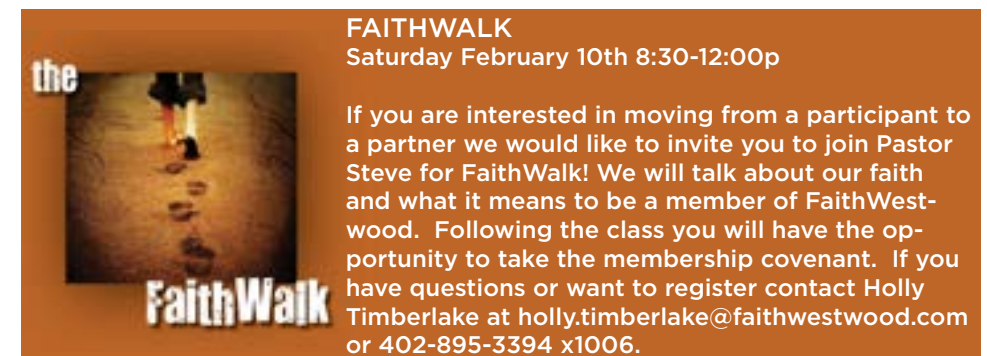 the
FaithWalk
FAITHWALK
Saturday February 10th 8:30-12:00p
If you are interested in moving from a participant to
a partner we would like to invite you to join Pastor
Steve for FaithWalk! We will talk about our faith
and what it means to be a member of FaithWest-
wood.  Following the class you will have the op-
portunity to take the membership covenant.  If you
have questions or want to register contact Holly
Timberlake at holly.timberlake@faithwestwood.com
or 402-895-3394 x1006.